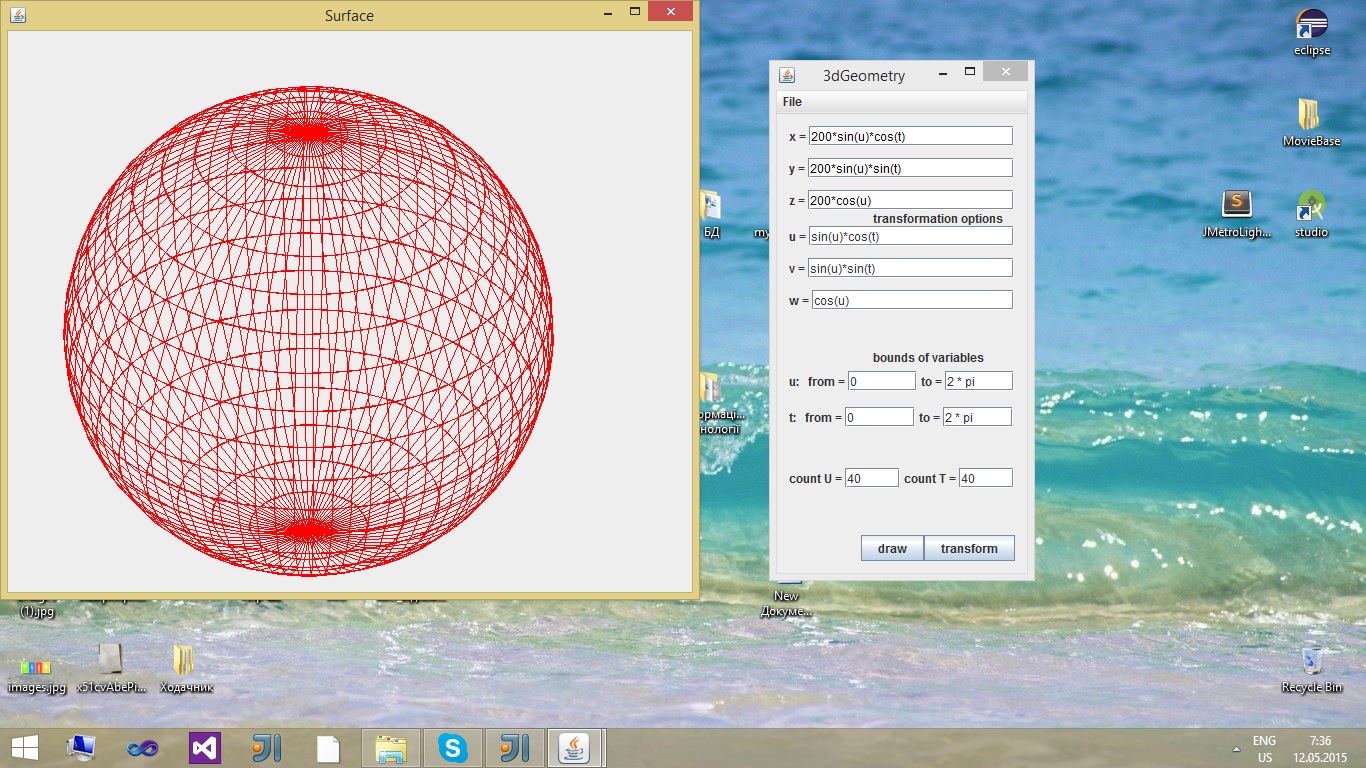 Surface
3dGeometry
File
x = 200*sin(u)*cos(t)
y = 200*sin(u)*sin(t)
z = 200*cos(u)
transformation options
u = sin(u)*cos(t)
v = sin(u)*sin(t)
w = cos(u)
bounds of variables
u: from = 0 to = 2 * pi
t: from = 0 to = 2 * pi
count U = 40 count T = 40
draw transform
eclipse
MovieBase
БД
my
JMetroLigh...
studio
New
Докуме...
(1).jpg
images.jpg
x51cvAbePi...
Ходачник
Recycle Bin
S
ENG
US
7:36
12.05.2015